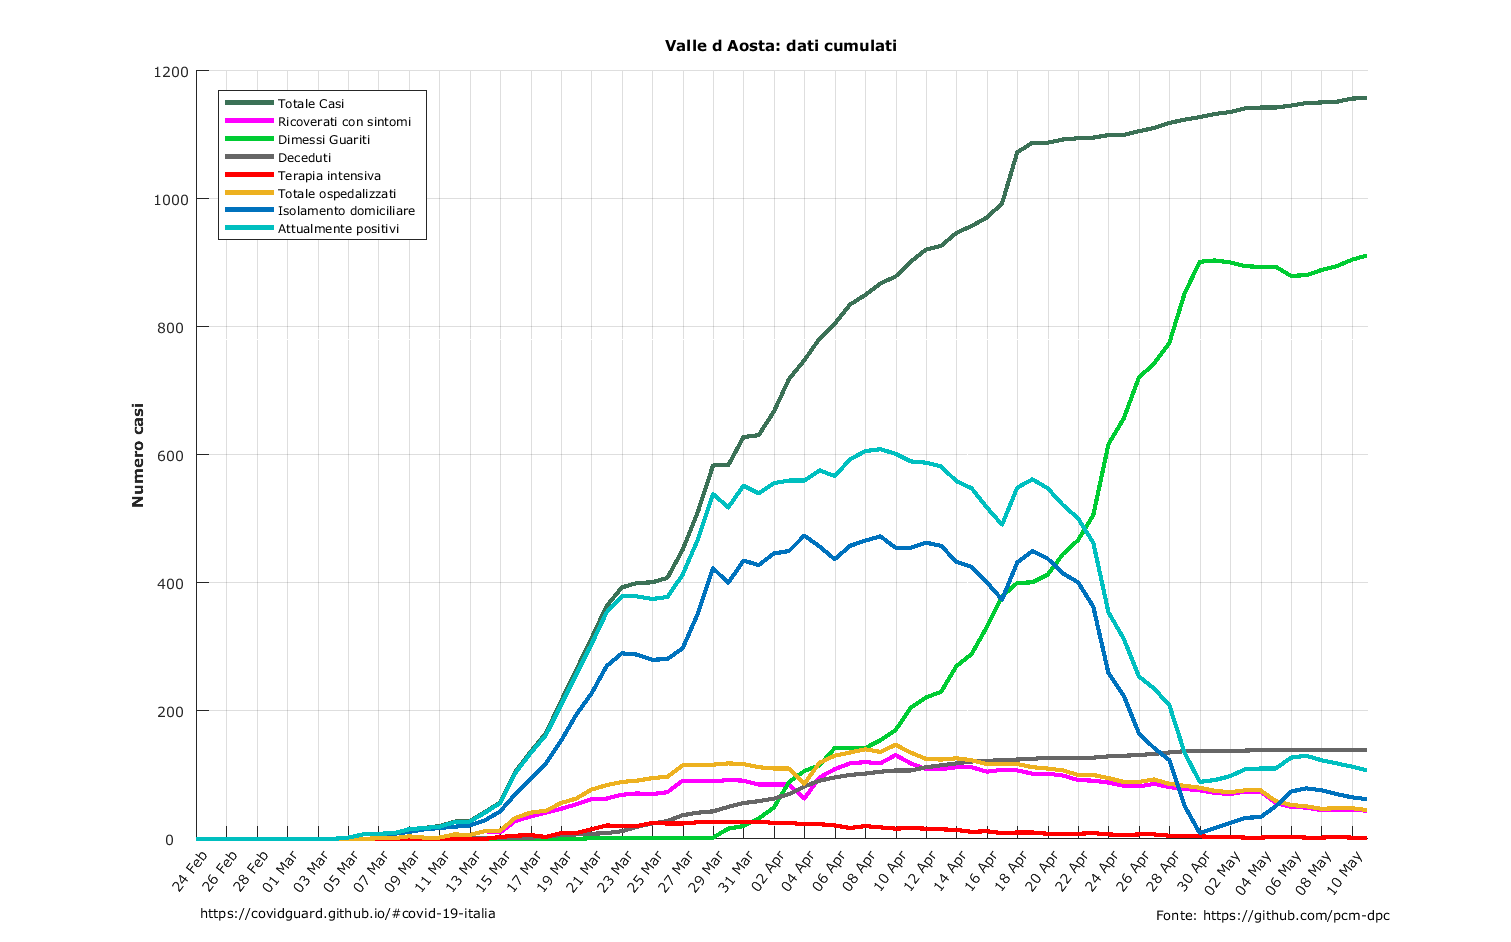 Valle d Aosta: dati cumulati
Numero casi
1200
1000
800
600
400
200
0
Totale Casi
Ricoverati con sintomi
Dimessi Guariti
Deceduti
Terapia intensiva
Totale ospedalizzati
Isolamento domiciliare
Attualmente positivi
24 Feb
26 Feb
28 Feb
01 Mar
03 Mar
05 Mar
07 Mar
09 Mar
11 Mar
13 Mar
15 Mar
17 Mar
19 Mar
21 Mar
23 Mar
25 Mar
27 Mar
29 Mar
31 Mar
02 Apr
04 Apr
06 Apr
08 Apr
10 Apr
12 Apr
14 Apr
16 Apr
18 Apr
20 Apr
22 Apr
24 Apr
26 Apr
28 Apr
30 Apr
02 May
04 May
06 May
08 May
10 May
https://covidguard.github.io/#covid-19-italia
Fonte: https://github.com/pcm-dpc